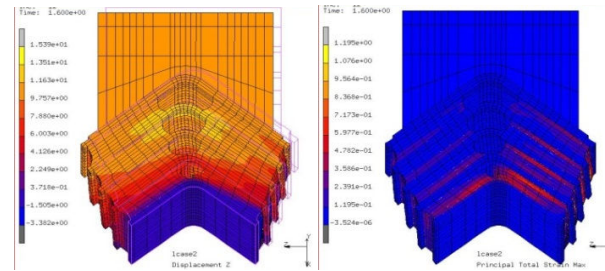 Time: 1.600e+00
1.539e+01
1.351e+01
1.163e+01
9.757e+00
7.880e+00
6.003e+00
4.126e+00
2.249e+00
3.718e-01
-1.505e+00
-3.382e+00
lcase2
Displacement Z
Z
Y
X
Time: 1.600e+00
1.195e+00
1.076e+00
9.564e-01
8.368e-01
7.173e-01
5.977e-01
4.782e-01
3.586e-01
2.391e-01
1.195e-01
-3.524e-06
lcase2
Principal Total Strain Max